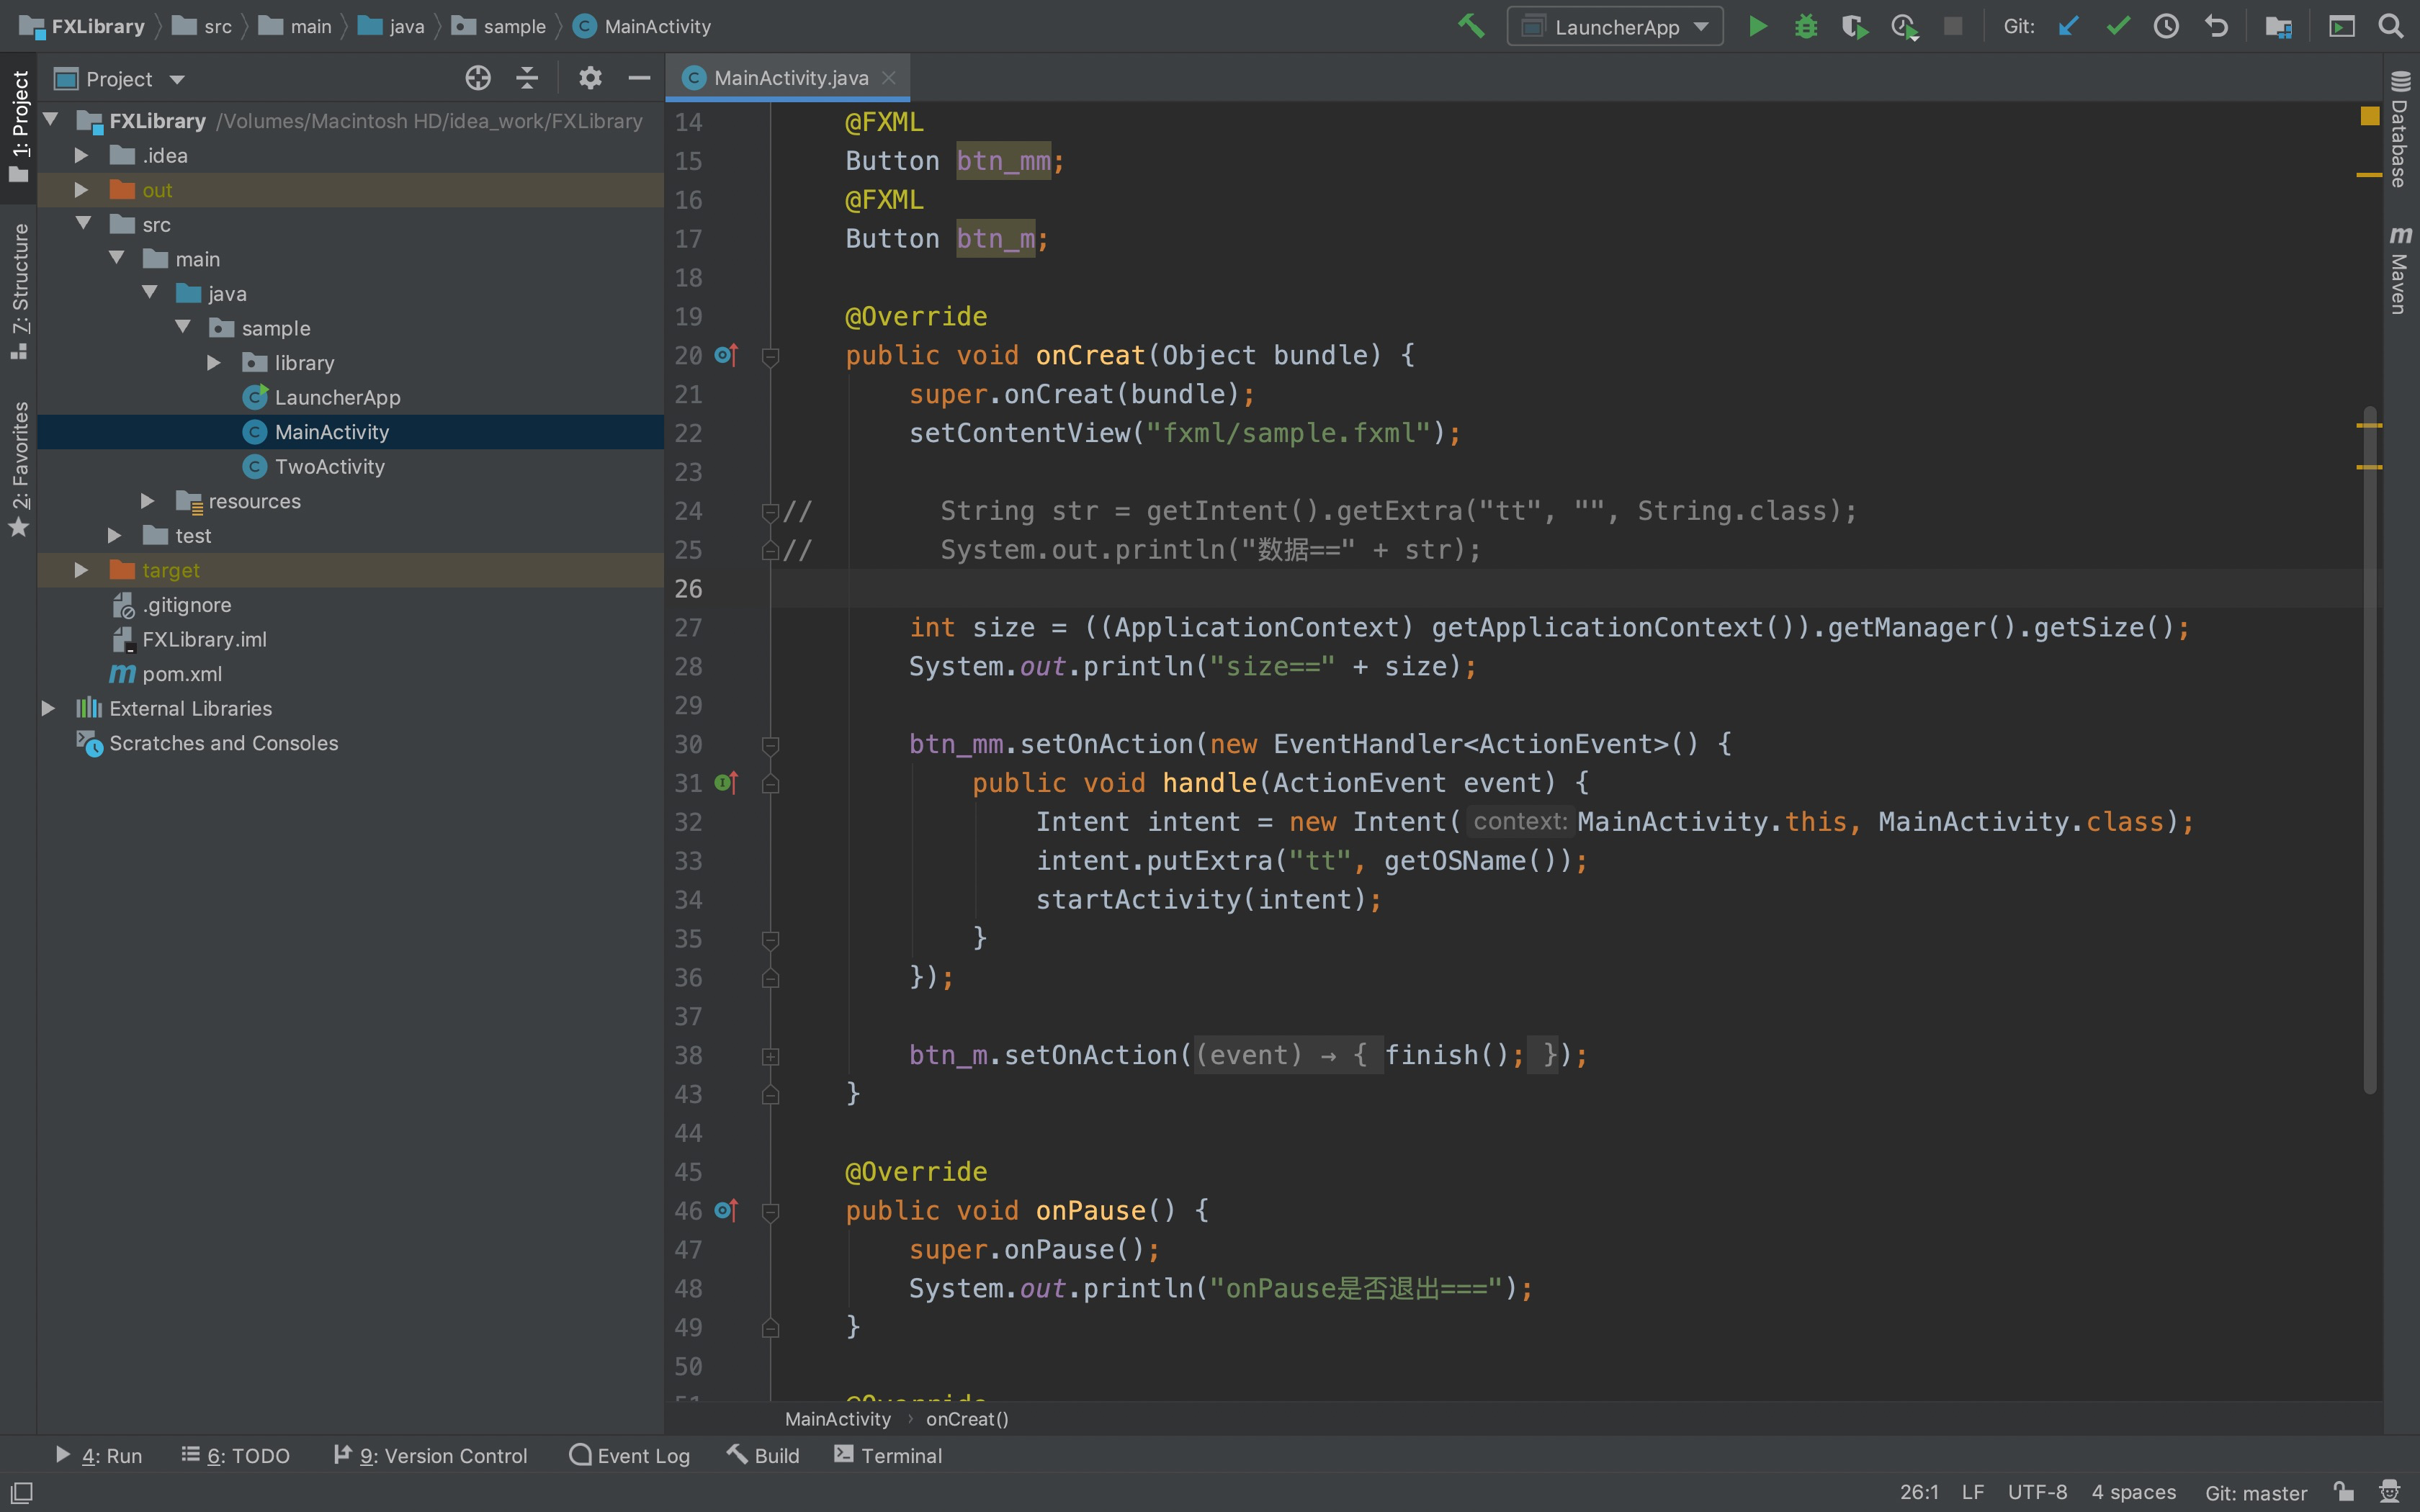 FXLibrary src main java sample MainActivity LauncherApp Git:
Project
MainActivity.java
1: Project
7: Structure
2: Favorites
FXLibrary /Volumes/Macintosh HD/idea_work/FXLibrary
.idea
out
src
main
java
sample
library
LauncherApp
MainActivity
TwoActivity
resources
test
target
.gitignore
FXLibrary.iml
pom.xml
External Libraries
Scratches and Consoles
14 @FXML
15 Button btn_mm;
16 @FXML
17 Button btn_m;
18
19 @Override
20 public void onCreat(Object bundle) {
21 super.onCreat(bundle);
22 setContentView("fxml/sample.fxml");
23
24 // String str = getIntent().getExtra("tt", "", String.class);
25 // System.out.println("数据==" + str);
26
27 int size = ((ApplicationContext) getApplicationContext()).getManager().getSize();
28 System.out.println("size==" + size);
29
30 btn_mm.setOnAction(new EventHandler<ActionEvent>() {
31 public void handle(ActionEvent event) {
32 Intent intent = new Intent( context: MainActivity.this, MainActivity.class);
33 intent.putExtra("tt", getOSName());
34 startActivity(intent);
35 }
36 });
37
38 btn_m.setOnAction((event) → { finish(); });
43 }
44
45 @Override
46 public void onPause() {
47 super.onPause();
48 System.out.println("onPause是否退出===");
49 }
50
51 @Override
Database
m Maven
MainActivity › onCreat()
4: Run 6: TODO 9: Version Control Event Log Build Terminal
26:1 LF UTF-8 4 spaces Git: master